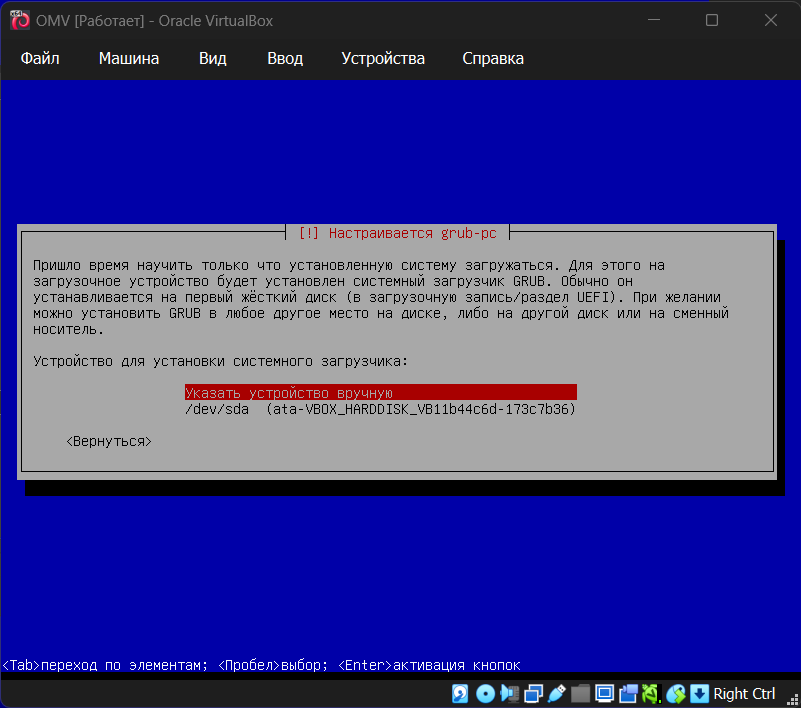 OMV [Работает] - Oracle VirtualBox
Файл Машина Вид Ввод Устройства Справка
[!] Настраивается grub-pc
Пришло время научить только что установленную систему загружаться. Для этого на
загрузочное устройство будет установлен системный загрузчик GRUB. Обычно он
устанавливается на первый жёсткий диск (в загрузочную запись/раздел UEFI). При желании
можно установить GRUB в любое другое место на диске, либо на другой диск или на сменный
носитель.
Устройство для установки системного загрузчика:
Указать устройство вручную
/dev/sda (ata-VBOX_HARDDISK_VB11b44c6d-173c7b36)
<Вернуться>
<Tab>переход по элементам; <Пробел>выбор; <Enter>активация кнопок
Right Ctrl